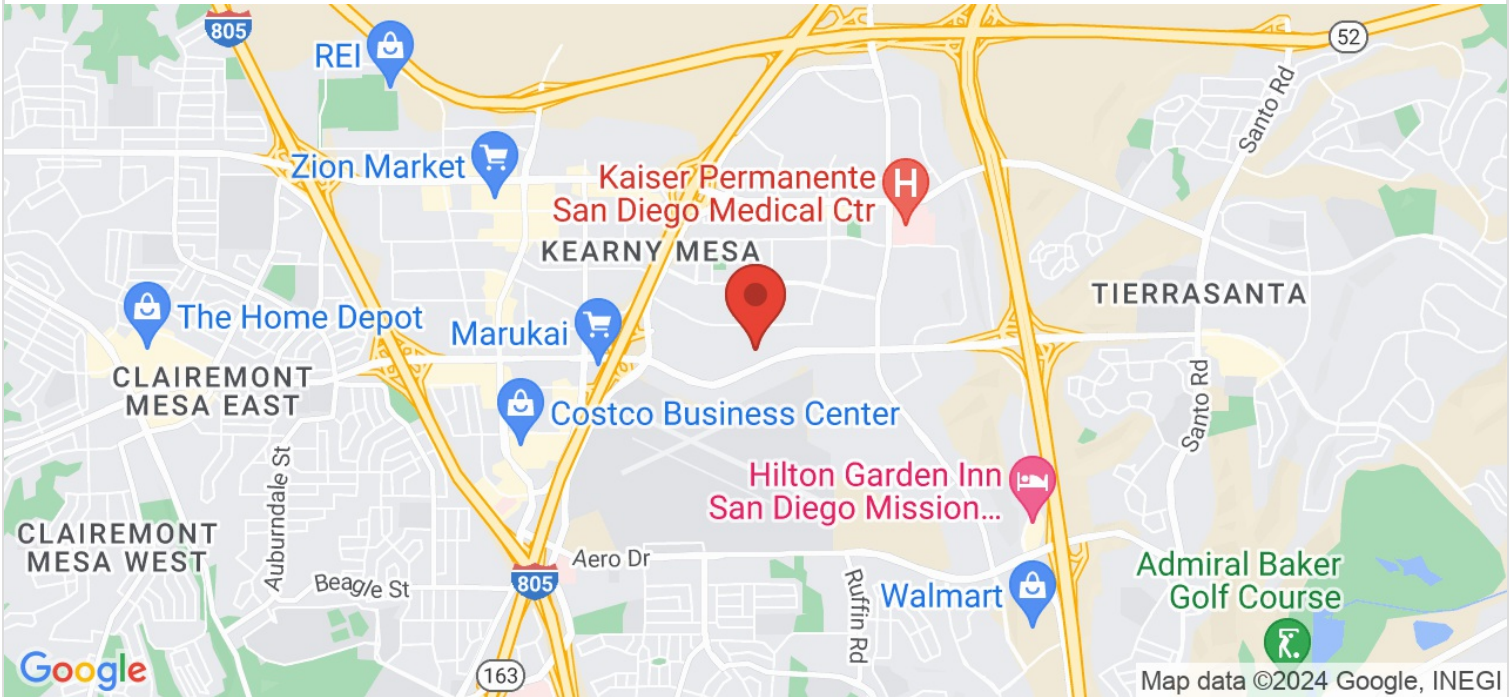 805
REI
52
Santo Rd
Zion Market
Kaiser Permanente
San Diego Medical Ctr
H
KEARNY MESA
TIERRASANTA
The Home Depot
Marukai
CLAIREMONT
MESA EAST
Costco Business Center
Santo Rd
Auburndale St
Hilton Garden Inn
San Diego Mission...
CLAIREMONT
MESA WEST
Aero Dr
Beagle St
805
Ruffin Rd
Walmart
Admiral Baker
Golf Course
Google
163
Map data ©2024 Google, INEGI